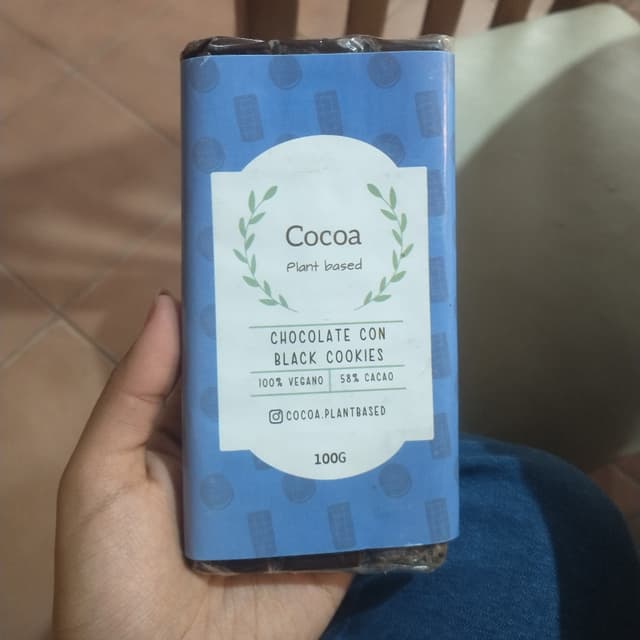 Cocoa
Plant based
CHOCOLATE CON
BLACK COOKIES
100% VEGANO 58% CACAO
COCOA.PLANTBASED
100G